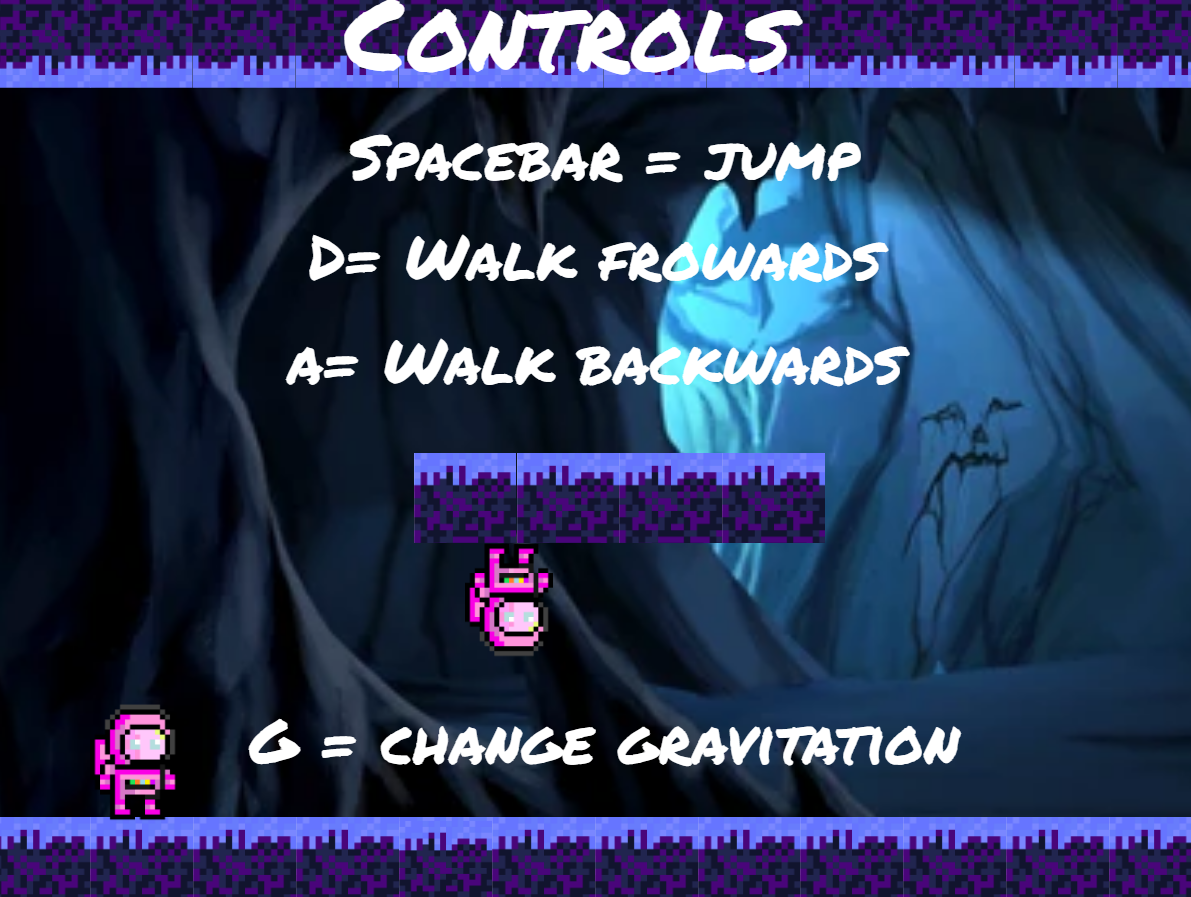 Controls
Spacebar = jump
D= Walk frowards
a= Walk backwards
G = change gravitation